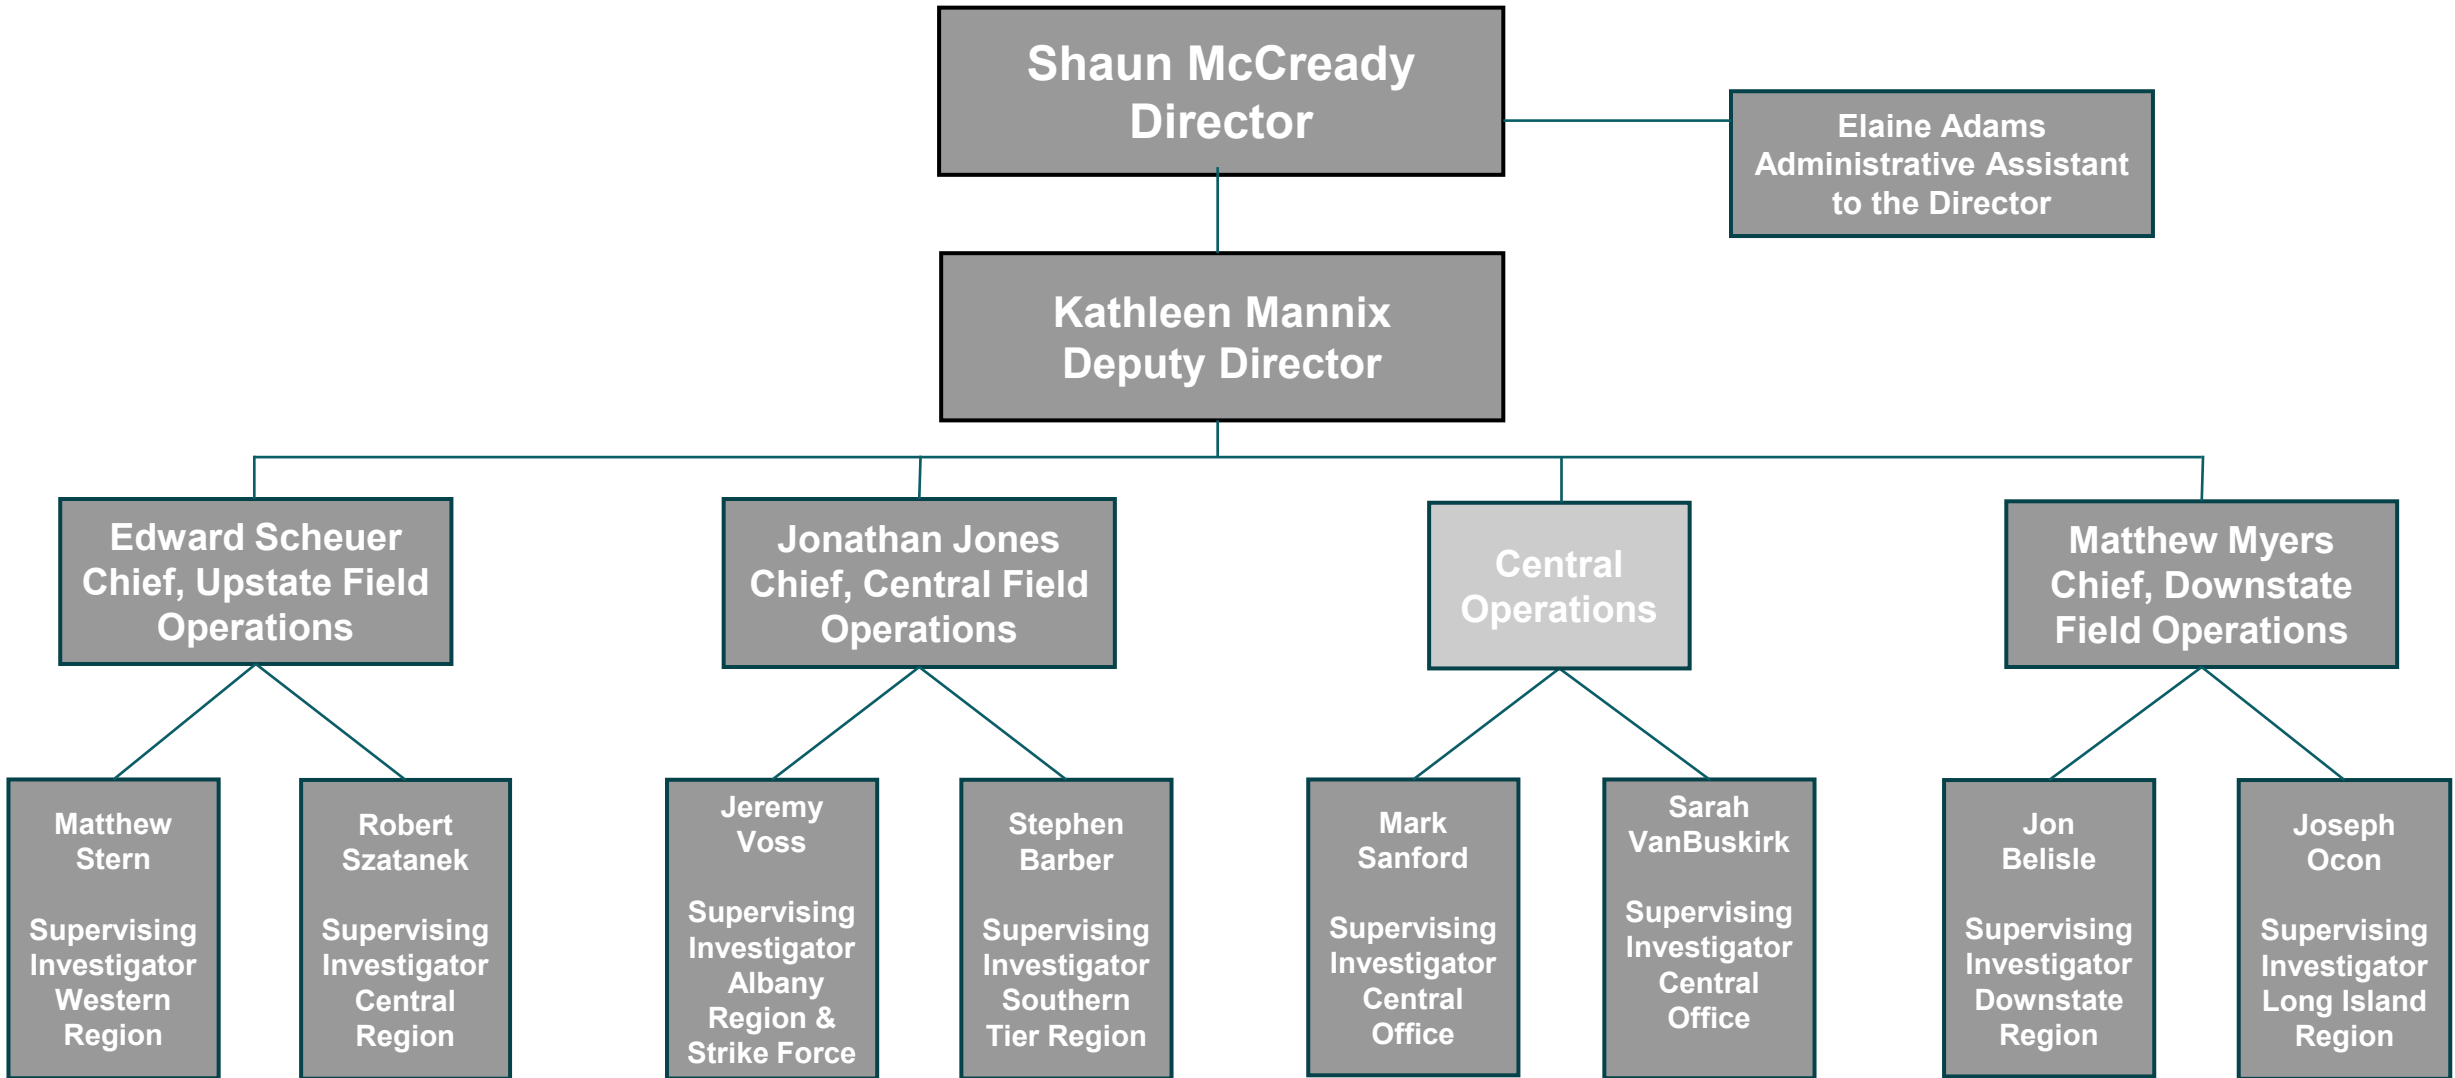 Shaun McCready
Director
Elaine Adams
Administrative Assistant
to the Director
Kathleen Mannix
Deputy Director
Edward Scheuer
Chief, Upstate Field
Operations
Jonathan Jones
Chief, Central Field
Operations
Central
Operations
Matthew Myers
Chief, Downstate
Field Operations
Matthew
Stern
Supervising
Investigator
Western
Region
Robert
Szatanek
Supervising
Investigator
Central
Region
Jeremy
Voss
Supervising
Investigator
Albany
Region &
Strike Force
Stephen
Barber
Supervising
Investigator
Southern
Tier Region
Mark
Sanford
Supervising
Investigator
Central
Office
Sarah
VanBuskirk
Supervising
Investigator
Central
Office
Jon
Belisle
Supervising
Investigator
Downstate
Region
Joseph
Ocon
Supervising
Investigator
Long Island
Region